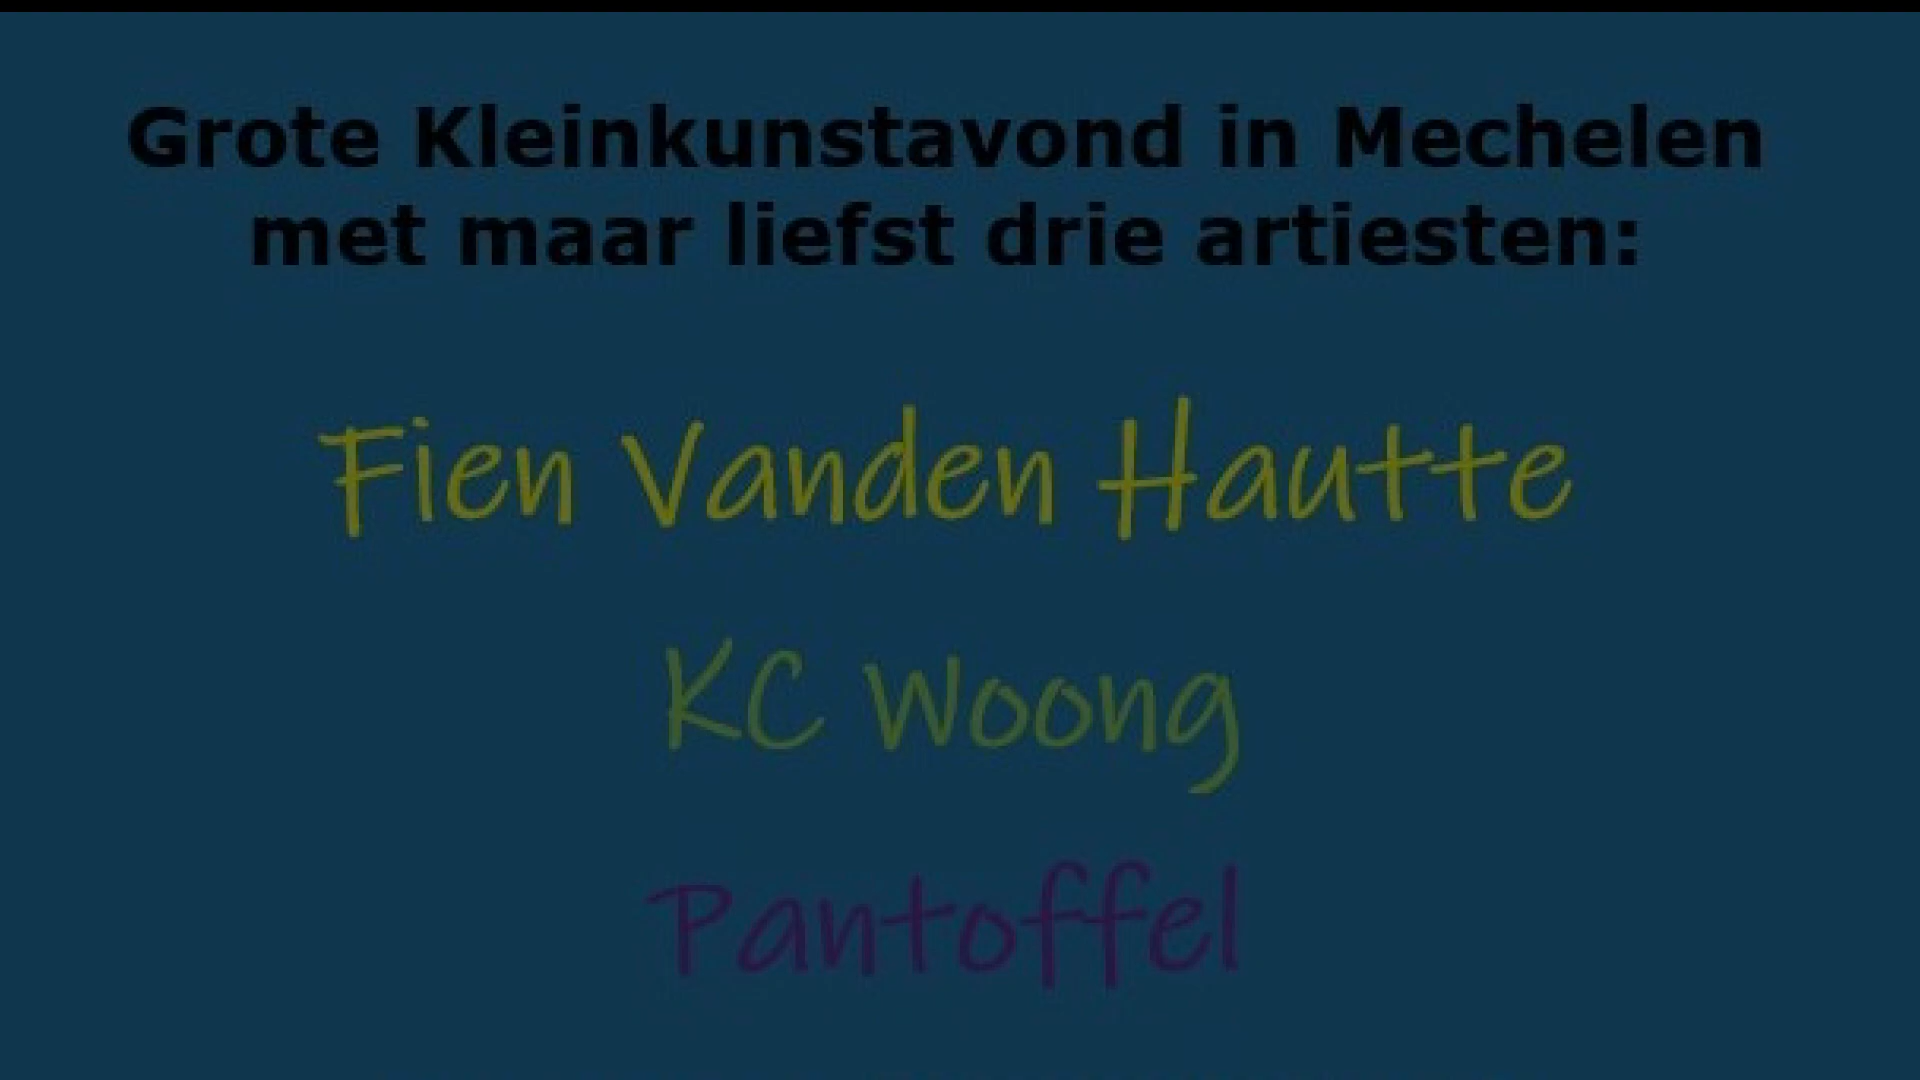 Grote Kleinkunstavond in Mechelen
met maar liefst drie artiesten:
Fien Vanden Hautte
KC Woong
Pantoffel